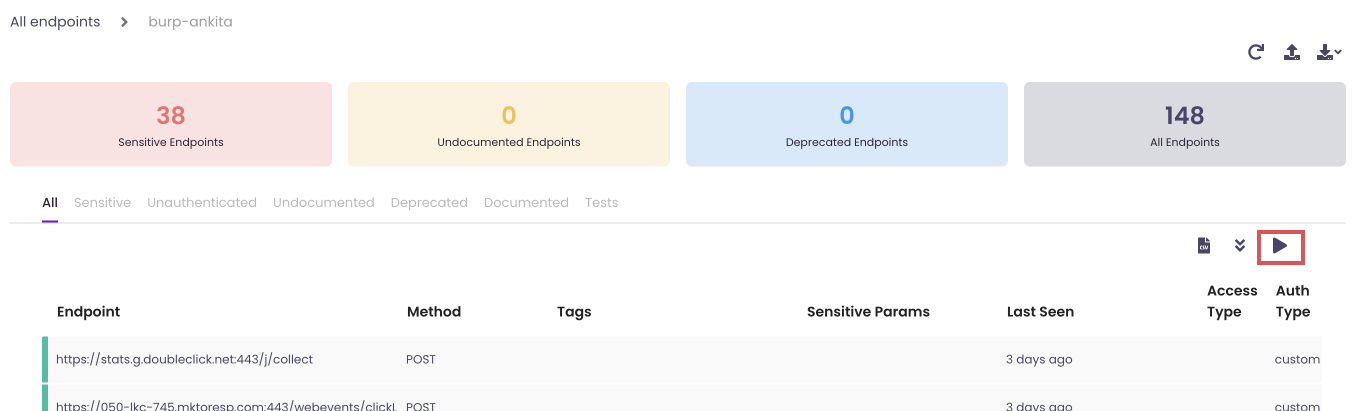 All endpoints > burp-ankita
38
Sensitive Endpoints
0
Undocumented Endpoints
0
Deprecated Endpoints
148
All Endpoints
All Sensitive Unauthenticated Undocumented Deprecated Documented Tests
CSV
Endpoint Method Tags Sensitive Params Last Seen Access Type Auth Type
https://stats.g.doubleclick.net:443/j/collect POST 3 days ago custom
https://050-lkc-745.mktoresp.com:443/webevents/clickL POST 3 days ago custom